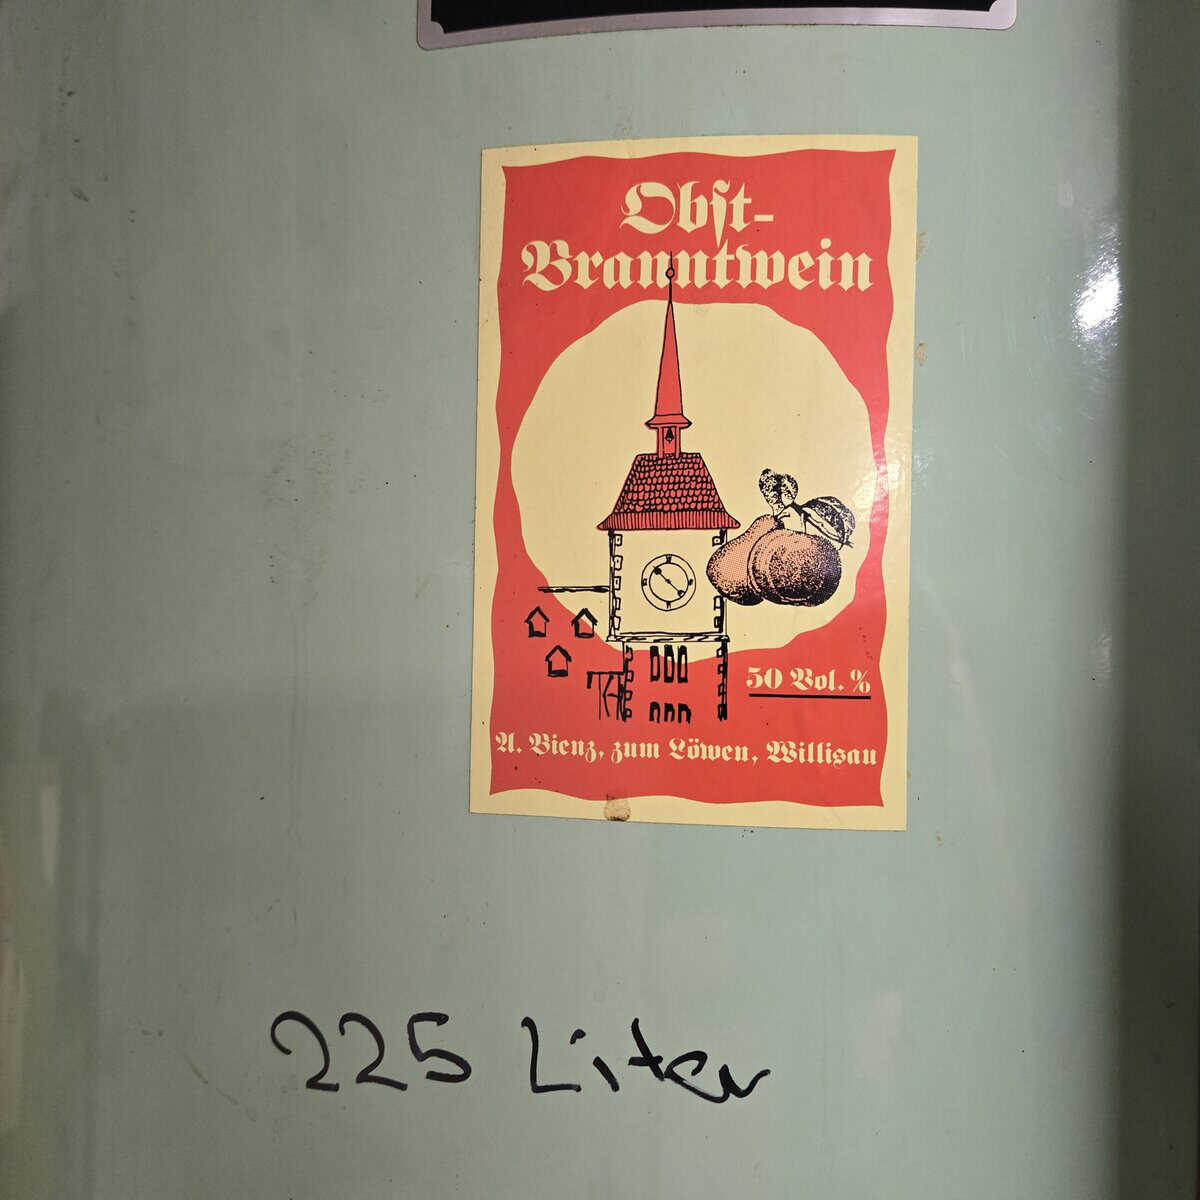 Obst-
Branntwein
50 Vol. %
A. Bienz, zum Löwen, Willisau
225 Liter